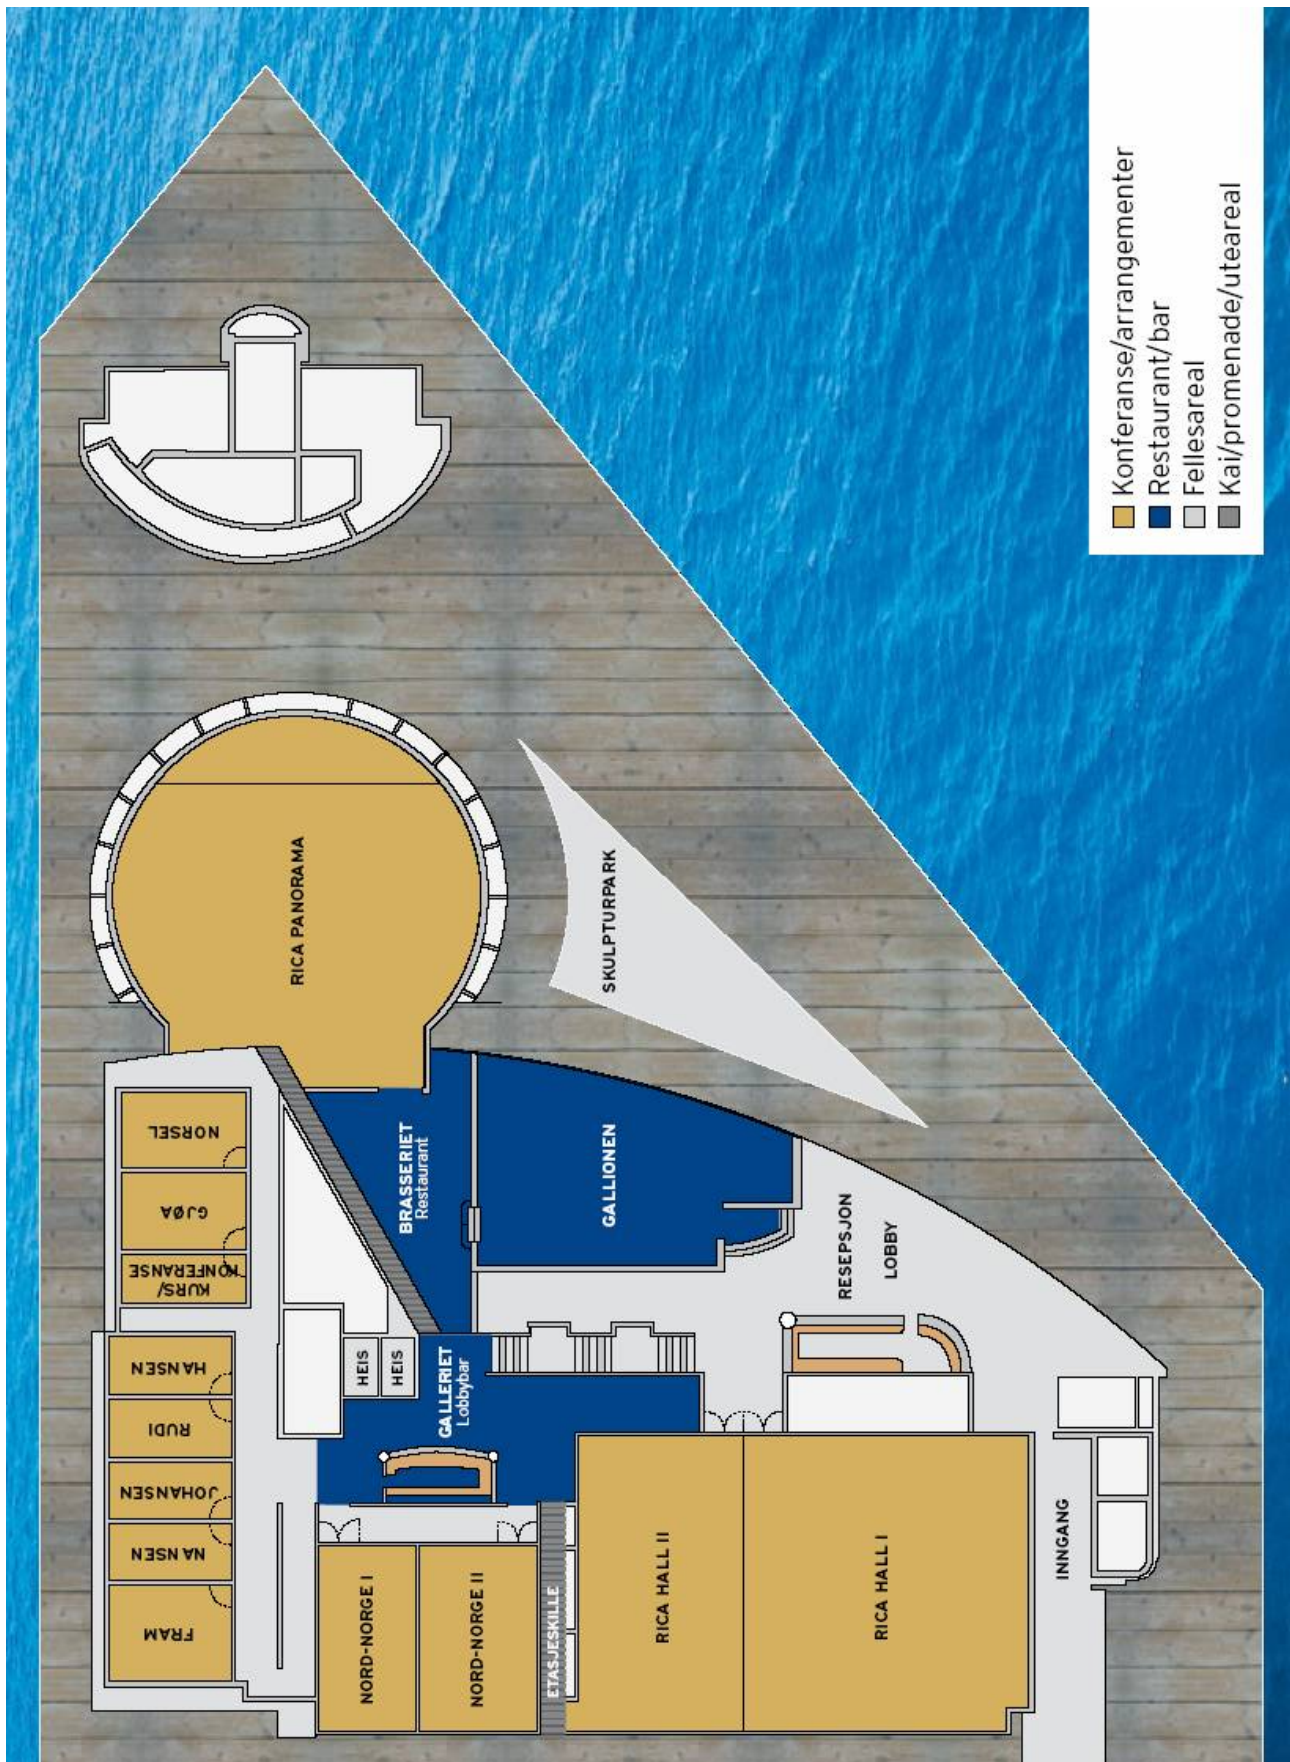 NORSEL
GJØA
KURS/
KONFERANSE
HANSEN
RUDI
JOHANSEN
NANSEN
FRAM
RICA PANORAMA
HEIS
HEIS
BRASSERIET
Restaurant
GALLERIET
Lobbybar
GALLIONEN
SKULPTURPARK
RESEPSJON
LOBBY
NORD-NORGE I
NORD-NORGE II
ETASJESKILLE
RICA HALL II
RICA HALL I
INNGANG
Konferanse/arrangementer
Restaurant/bar
Fellesareal
Kai/promenade/uteareal